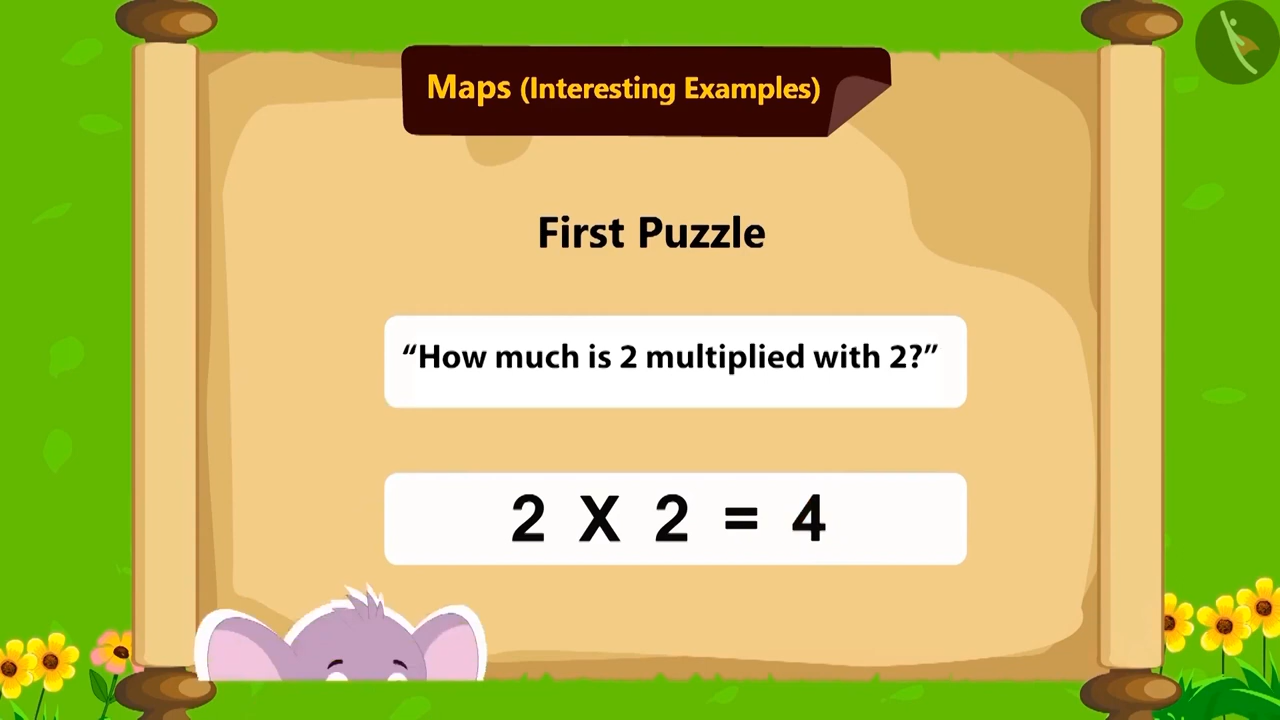 Maps (Interesting Examples)
First Puzzle
“How much is 2 multiplied with 2?”
2 X 2 = 4